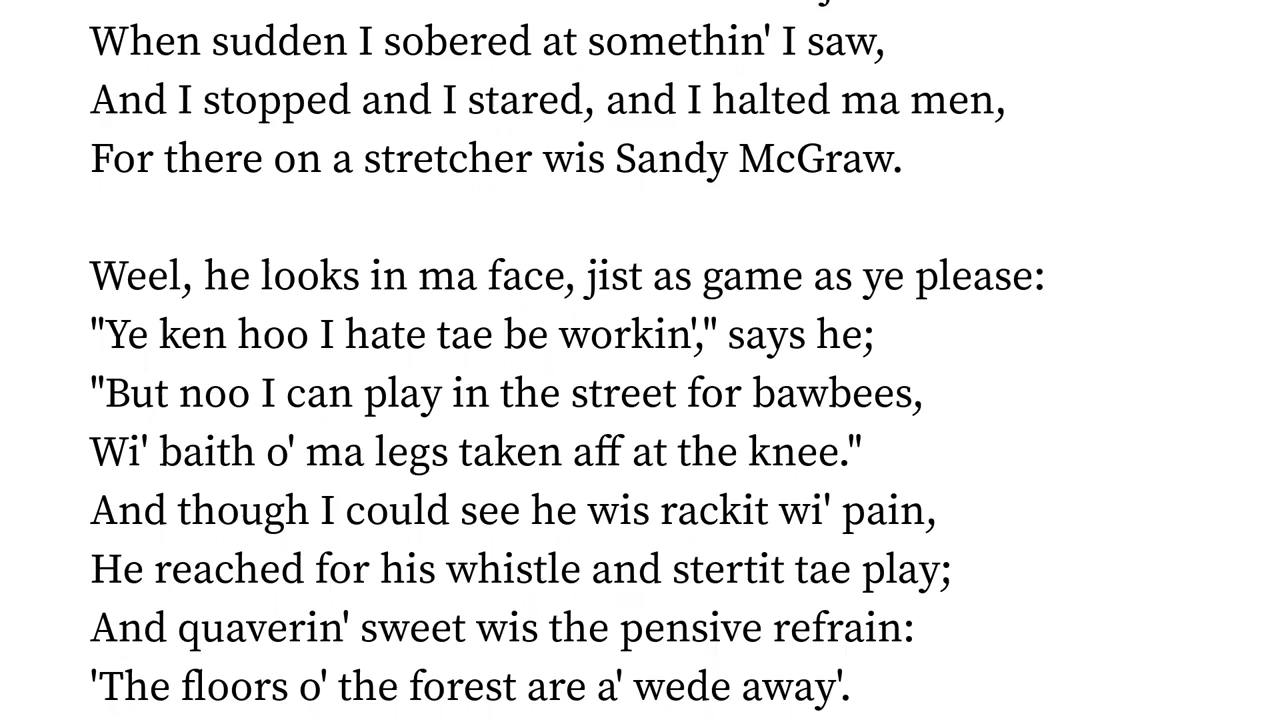 When sudden I sobered at somethin' I saw,
And I stopped and I stared, and I halted ma men,
For there on a stretcher wis Sandy McGraw.
Weel, he looks in ma face, jist as game as ye please:
"Ye ken hoo I hate tae be workin'," says he;
"But noo I can play in the street for bawbees,
Wi' baith o' ma legs taken aff at the knee."
And though I could see he wis rackit wi' pain,
He reached for his whistle and stertit tae play;
And quaverin' sweet wis the pensive refrain:
'The floors o' the forest are a' wede away'.